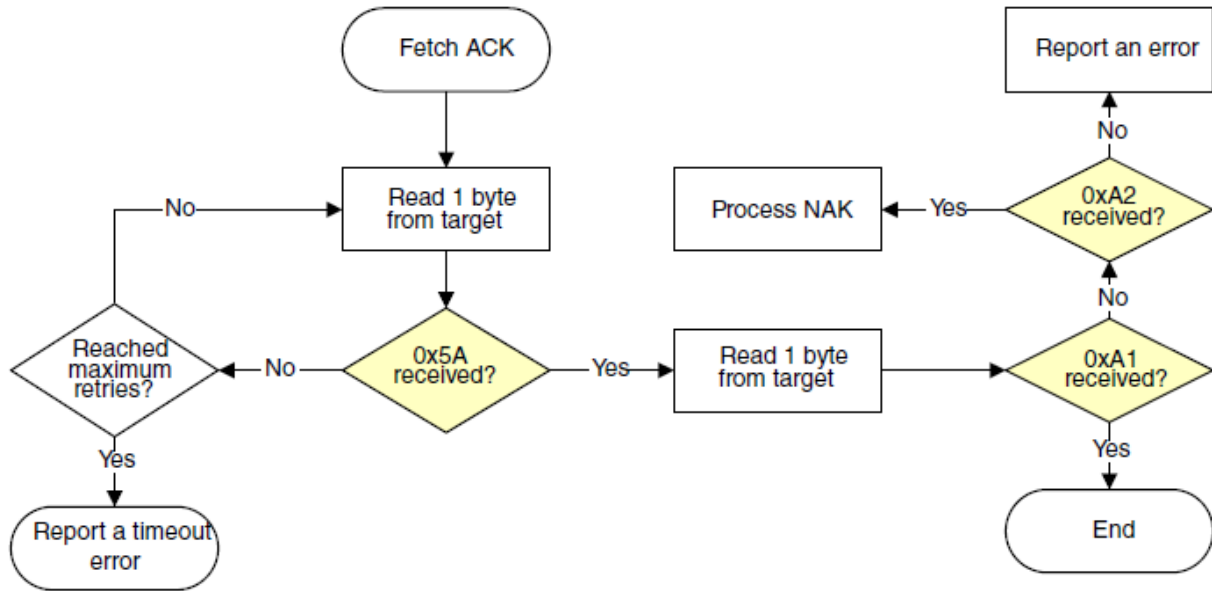 Fetch ACK
Report an error
No
Read 1 byte
from target
No
Process NAK
Yes
0xA2
received?
No
Reached
maximum
retries?
No
0x5A
received?
Yes
Read 1 byte
from target
0xA1
received?
Yes
Yes
Report a timeout
error
End